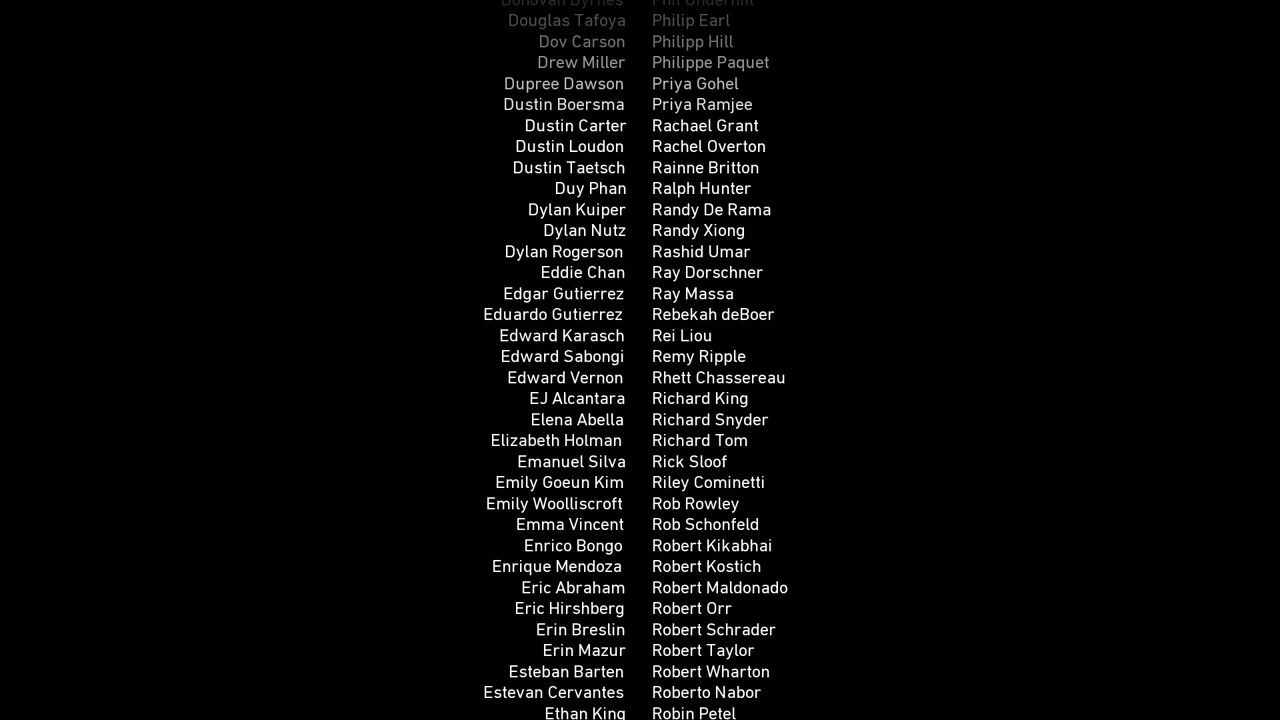 Donovan Byrnes Phil Underhill
Douglas Tafoya Philip Earl
Dov Carson Philipp Hill
Drew Miller Philippe Paquet
Dupree Dawson Priya Gohel
Dustin Boersma Priya Ramjee
Dustin Carter Rachael Grant
Dustin Loudon Rachel Overton
Dustin Taetsch Rainne Britton
Duy Phan Ralph Hunter
Dylan Kuiper Randy De Rama
Dylan Nutz Randy Xiong
Dylan Rogerson Rashid Umar
Eddie Chan Ray Dorschner
Edgar Gutierrez Ray Massa
Eduardo Gutierrez Rebekah deBoer
Edward Karasch Rei Liou
Edward Sabongi Remy Ripple
Edward Vernon Rhett Chassereau
EJ Alcantara Richard King
Elena Abella Richard Snyder
Elizabeth Holman Richard Tom
Emanuel Silva Rick Sloof
Emily Goeun Kim Riley Cominetti
Emily Woolliscroft Rob Rowley
Emma Vincent Rob Schonfeld
Enrico Bongo Robert Kikabhai
Enrique Mendoza Robert Kostich
Eric Abraham Robert Maldonado
Eric Hirshberg Robert Orr
Erin Breslin Robert Schrader
Erin Mazur Robert Taylor
Esteban Barten Robert Wharton
Estevan Cervantes Roberto Nabor
Ethan King Robin Petel